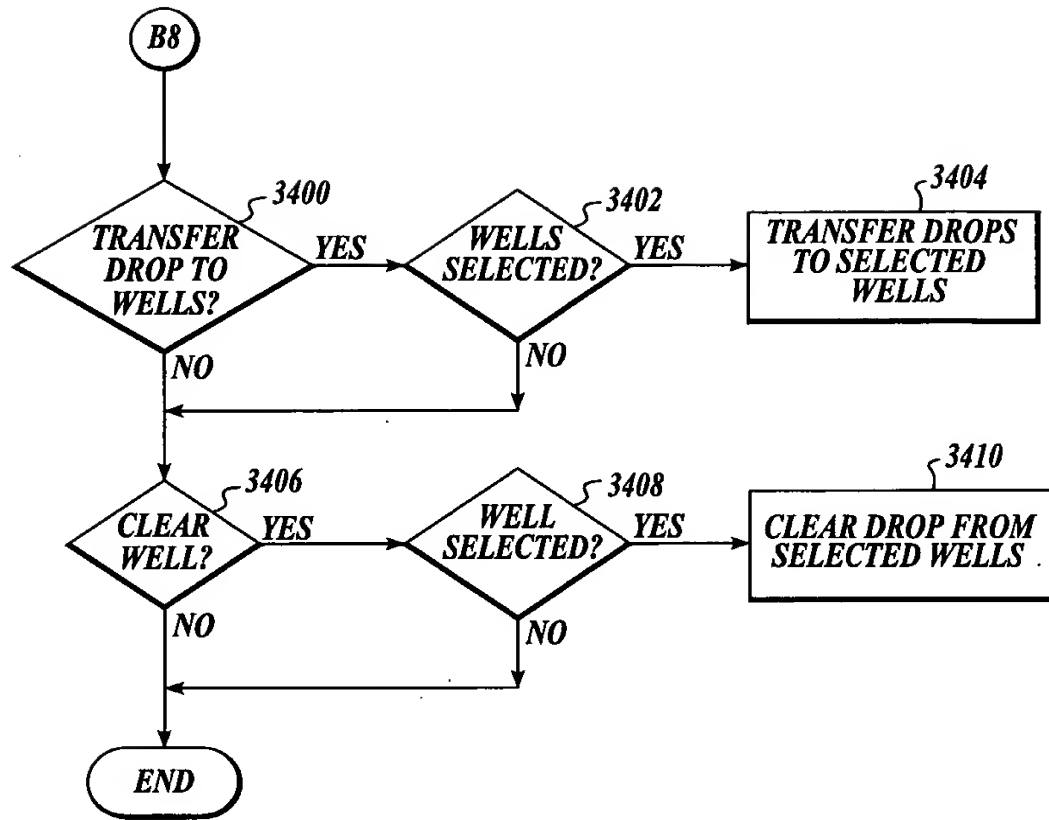 B8
3400
TRANSFER
DROP TO
WELLS?
YES
NO
3402
WELLS
SELECTED?
YES
NO
3404
TRANSFER DROPS
TO SELECTED
WELLS
3406
CLEAR
WELL?
YES
NO
3408
WELL
SELECTED?
YES
NO
3410
CLEAR DROP FROM
SELECTED WELLS
END